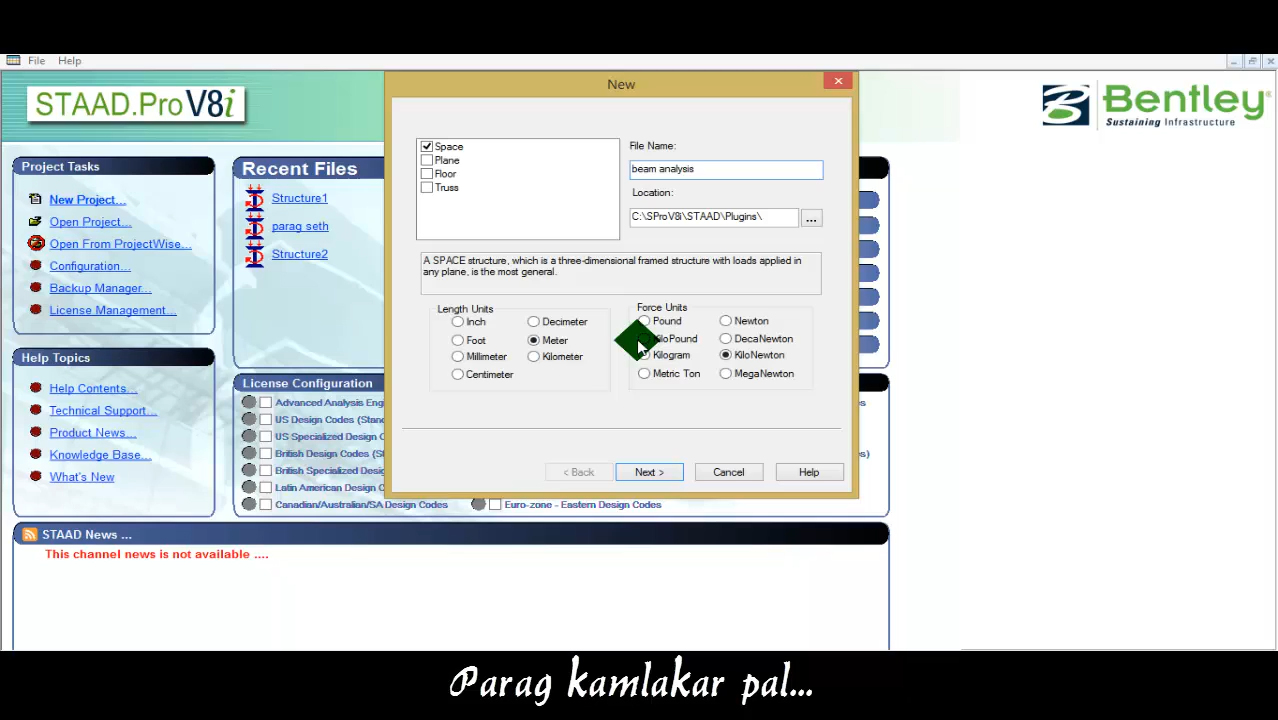 File Help
STAAD.Pro V8i
Bentley®
Sustaining Infrastructure
Project Tasks
New Project...
Open Project...
Open From ProjectWise...
Configuration...
Backup Manager...
License Management...
Recent Files
Structure1
parag seth
Structure2
Help Topics
Help Contents...
Technical Support...
Product News...
Knowledge Base...
What's New
License Configuration
Advanced Analysis Eng
US Design Codes (Stan
US Specialized Design C
British Design Codes (St
British Specialized Desig
Latin American Design C
Canadian/Australian/SA Design Codes
Euro-zone - Eastern Design Codes
STAAD News ...
This channel news is not available ....
New
Space
Plane
Floor
Truss
File Name:
beam analysis
Location:
C:\SProV8i\STAAD\Plugins\
...
A SPACE structure, which is a three-dimensional framed structure with loads applied in
any plane, is the most general.
Length Units
Inch Decimeter
Foot Meter
Millimeter Kilometer
Centimeter
Force Units
Pound Newton
KiloPound DecaNewton
Kilogram KiloNewton
Metric Ton MegaNewton
< Back Next > Cancel Help
Parag kamlakar pal...